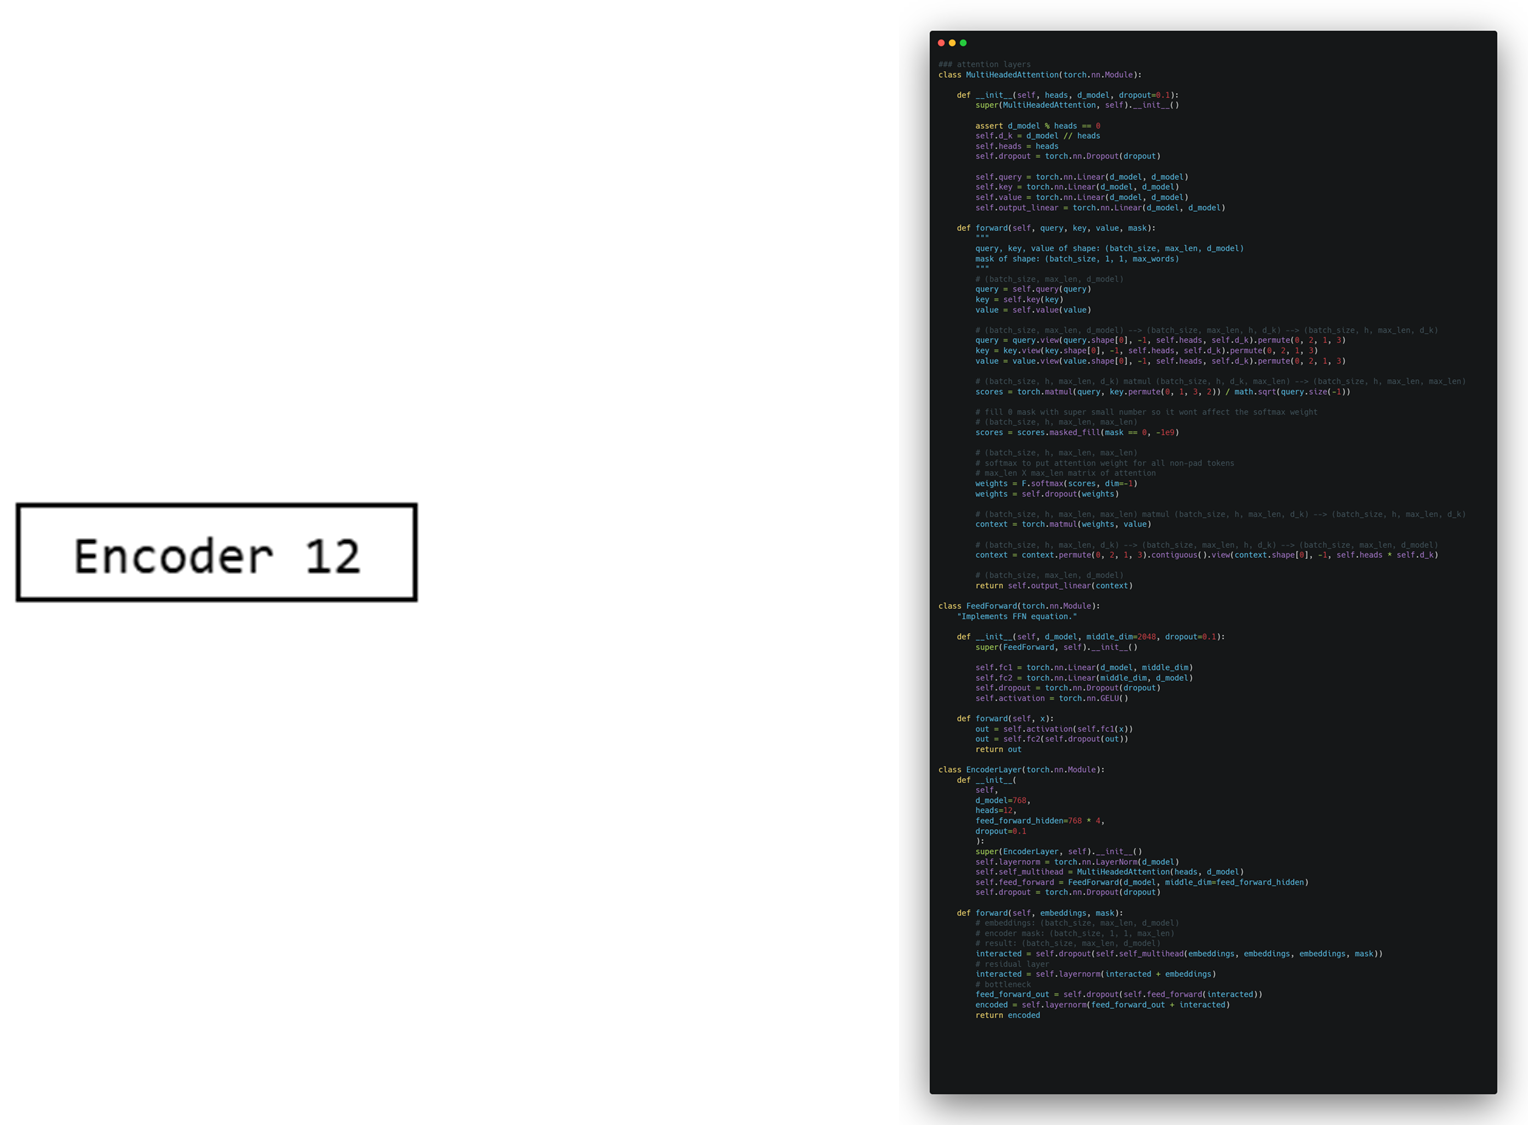 Encoder 12
### attention layers
class MultiHeadedAttention(torch.nn.Module):
def __init__(self, heads, d_model, dropout=0.1):
super(MultiHeadedAttention, self).__init__()
assert d_model % heads == 0
self.d_k = d_model // heads
self.heads = heads
self.dropout = torch.nn.Dropout(dropout)
self.query = torch.nn.Linear(d_model, d_model)
self.key = torch.nn.Linear(d_model, d_model)
self.value = torch.nn.Linear(d_model, d_model)
self.output_linear = torch.nn.Linear(d_model, d_model)
def forward(self, query, key, value, mask):
"""
query, key, value of shape: (batch_size, max_len, d_model)
mask of shape: (batch_size, 1, 1, max_words)
"""
# (batch_size, max_len, d_model)
query = self.query(query)
key = self.key(key)
value = self.value(value)
# (batch_size, max_len, d_model) --> (batch_size, max_len, h, d_k) --> (batch_size, h, max_len, d_k)
query = query.view(query.shape[0], -1, self.heads, self.d_k).permute(0, 2, 1, 3)
key = key.view(key.shape[0], -1, self.heads, self.d_k).permute(0, 2, 1, 3)
value = value.view(value.shape[0], -1, self.heads, self.d_k).permute(0, 2, 1, 3)
# (batch_size, h, max_len, d_k) matmul (batch_size, h, d_k, max_len) --> (batch_size, h, max_len, max_len)
scores = torch.matmul(query, key.permute(0, 1, 3, 2)) / math.sqrt(query.size(-1))
# fill 0 mask with super small number so it wont affect the softmax weight
# (batch_size, h, max_len, max_len)
scores = scores.masked_fill(mask == 0, -1e9)
# (batch_size, h, max_len, max_len)
# softmax to put attention weight for all non-pad tokens
# max_len X max_len matrix of attention
weights = F.softmax(scores, dim=-1)
weights = self.dropout(weights)
# (batch_size, h, max_len, max_len) matmul (batch_size, h, max_len, d_k) --> (batch_size, h, max_len, d_k)
context = torch.matmul(weights, value)
# (batch_size, h, max_len, d_k) --> (batch_size, max_len, h, d_k) --> (batch_size, max_len, d_model)
context = context.permute(0, 2, 1, 3).contiguous().view(context.shape[0], -1, self.heads * self.d_k)
# (batch_size, max_len, d_model)
return self.output_linear(context)
class FeedForward(torch.nn.Module):
"Implements FFN equation."
def __init__(self, d_model, middle_dim=2048, dropout=0.1):
super(FeedForward, self).__init__()
self.fc1 = torch.nn.Linear(d_model, middle_dim)
self.fc2 = torch.nn.Linear(middle_dim, d_model)
self.dropout = torch.nn.Dropout(dropout)
self.activation = torch.nn.GELU()
def forward(self, x):
out = self.activation(self.fc1(x))
out = self.fc2(self.dropout(out))
return out
class EncoderLayer(torch.nn.Module):
def __init__(
self,
d_model=768,
heads=12,
feed_forward_hidden=768 * 4,
dropout=0.1
):
super(EncoderLayer, self).__init__()
self.layernorm = torch.nn.LayerNorm(d_model)
self.self_multihead = MultiHeadedAttention(heads, d_model)
self.feed_forward = FeedForward(d_model, middle_dim=feed_forward_hidden)
self.dropout = torch.nn.Dropout(dropout)
def forward(self, embeddings, mask):
# embeddings: (batch_size, max_len, d_model)
# encoder mask: (batch_size, 1, 1, max_len)
# result: (batch_size, max_len, d_model)
interacted = self.dropout(self.self_multihead(embeddings, embeddings, embeddings, mask))
# residual layer
interacted = self.layernorm(interacted + embeddings)
# bottleneck
feed_forward_out = self.dropout(self.feed_forward(interacted))
encoded = self.layernorm(feed_forward_out + interacted)
return encoded